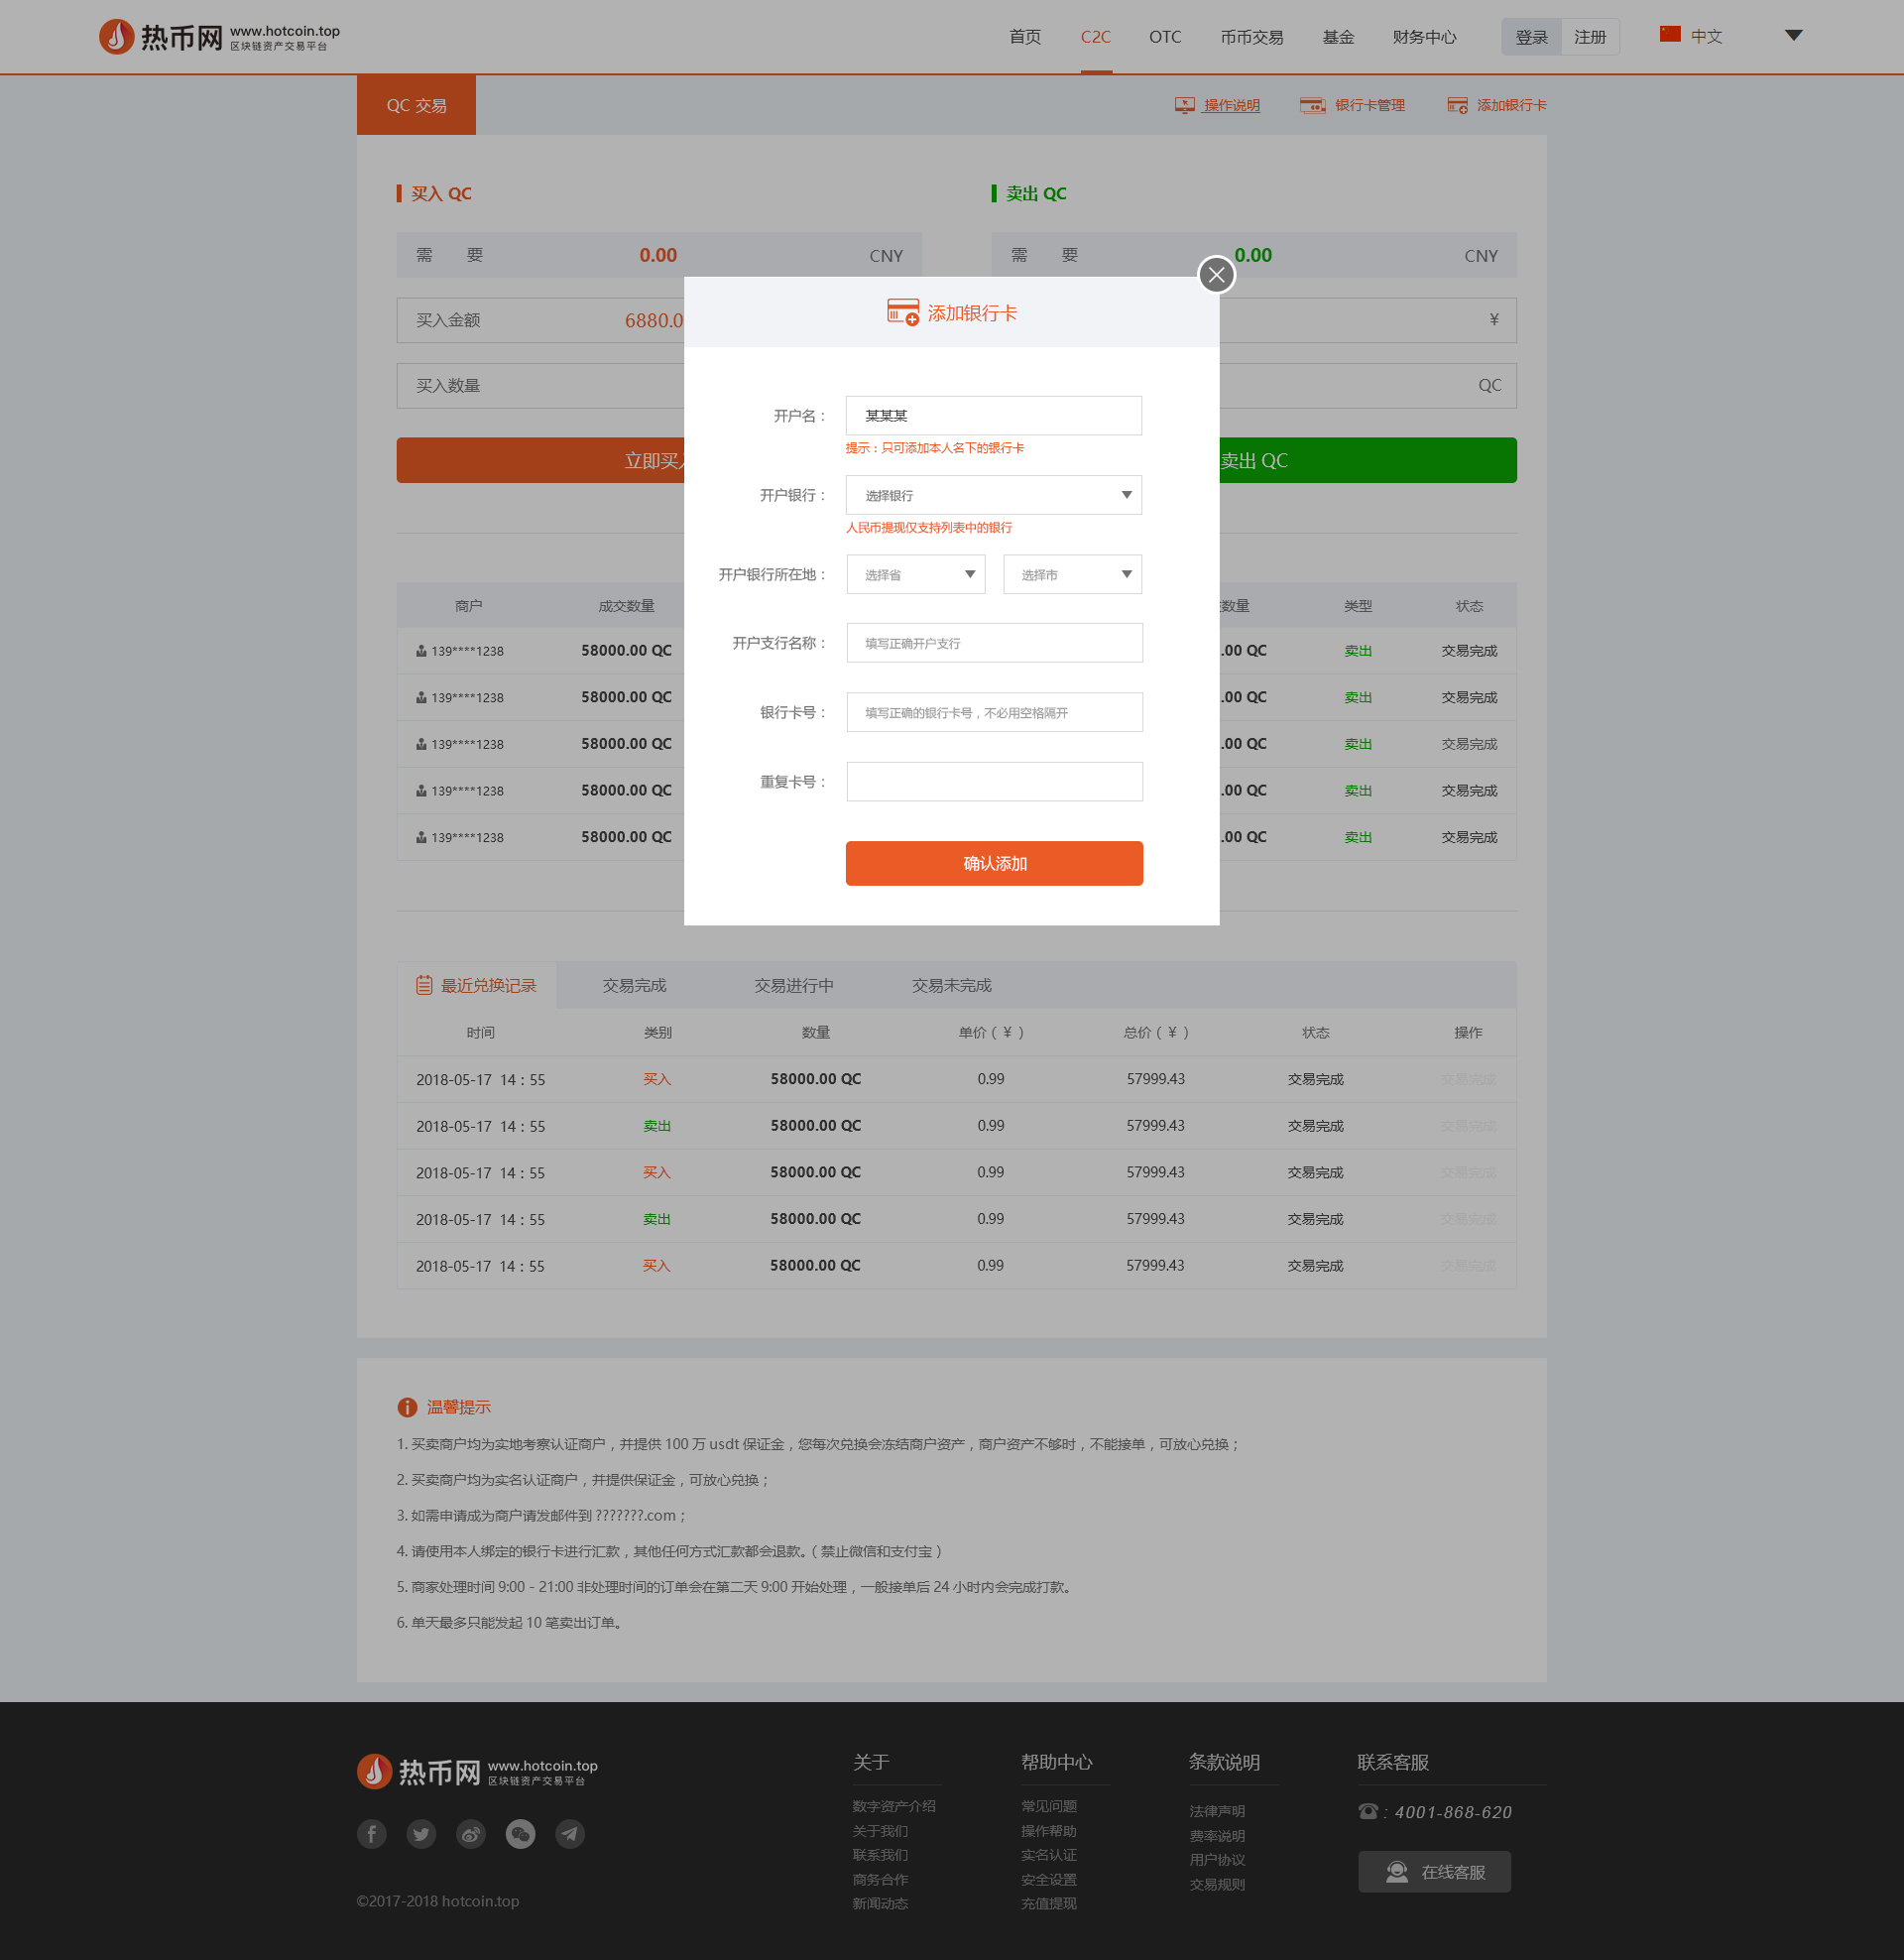 热币网 www.hotcoin.top
区块链资产交易平台
首页 C2C OTC 币币交易 基金 财务中心 登录 注册 中文
QC 交易 操作说明 银行卡管理 添加银行卡
买入 QC 卖出 QC
需 要 0.00 CNY 需 要 0.00 CNY
添加银行卡
买入金额 6880.0 ¥
买入数量 QC
立即买入 卖出 QC
开户名：某某某
提示：只可添加本人名下的银行卡
开户银行：选择银行
人民币提现仅支持列表中的银行
开户银行所在地：选择省 选择市
开户支行名称：填写正确开户支行
银行卡号：填写正确的银行卡号，不必用空格隔开
重复卡号：
确认添加
商户 成交数量 数量 类型 状态
139****1238 58000.00 QC .00 QC 卖出 交易完成
139****1238 58000.00 QC .00 QC 卖出 交易完成
139****1238 58000.00 QC .00 QC 卖出 交易完成
139****1238 58000.00 QC .00 QC 卖出 交易完成
139****1238 58000.00 QC .00 QC 卖出 交易完成
最近兑换记录 交易完成 交易进行中 交易未完成
时间 类别 数量 单价（¥） 总价（¥） 状态 操作
2018-05-17 14：55 买入 58000.00 QC 0.99 57999.43 交易完成 交易完成
2018-05-17 14：55 卖出 58000.00 QC 0.99 57999.43 交易完成 交易完成
2018-05-17 14：55 买入 58000.00 QC 0.99 57999.43 交易完成 交易完成
2018-05-17 14：55 卖出 58000.00 QC 0.99 57999.43 交易完成 交易完成
2018-05-17 14：55 买入 58000.00 QC 0.99 57999.43 交易完成 交易完成
温馨提示
1. 买卖商户均为实地考察认证商户，并提供 100 万 usdt 保证金，您每次兑换会冻结商户资产，商户资产不够时，不能接单，可放心兑换；
2. 买卖商户均为实名认证商户，并提供保证金，可放心兑换；
3. 如需申请成为商户请发邮件到 ???????.com；
4. 请使用本人绑定的银行卡进行汇款，其他任何方式汇款都会退款。（禁止微信和支付宝）
5. 商家处理时间 9:00 - 21:00 非处理时间的订单会在第二天 9:00 开始处理，一般接单后 24 小时内会完成打款。
6. 单天最多只能发起 10 笔卖出订单。
热币网 www.hotcoin.top
区块链资产交易平台
©2017-2018 hotcoin.top
关于
数字资产介绍
关于我们
联系我们
商务合作
新闻动态
帮助中心
常见问题
操作帮助
实名认证
安全设置
充值提现
条款说明
法律声明
费率说明
用户协议
交易规则
联系客服
: 4001-868-620
在线客服